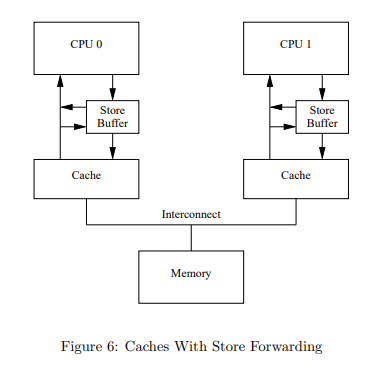 CPU 0
CPU 1
Store
Buffer
Store
Buffer
Cache
Cache
Interconnect
Memory
Figure 6: Caches With Store Forwarding